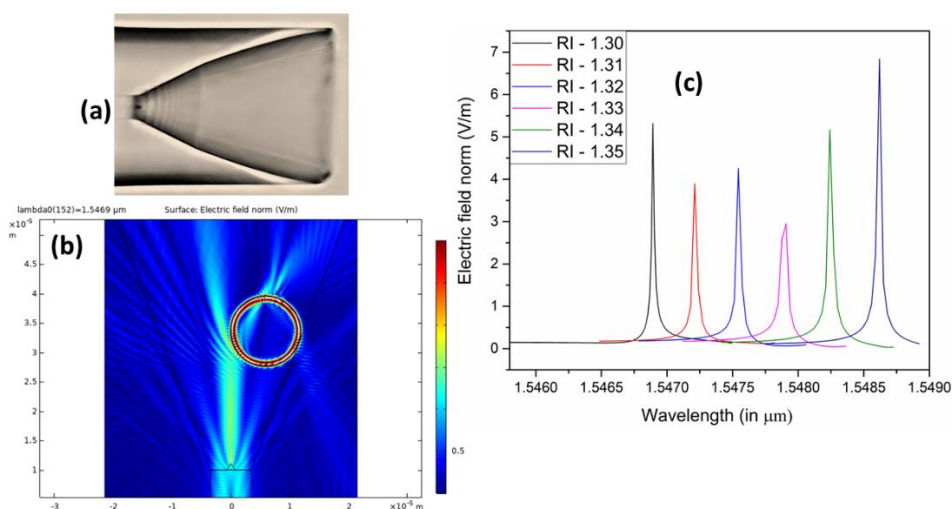 (a)
lambda0(152)=1.5469 µm Surface: Electric field norm (V/m)
×10⁻⁵
m
(b)
4.5
4
3.5
3
2.5
2
1.5
1
0.5
-3
-2
-1
0
1
2
×10⁻⁵ m
RI - 1.30
RI - 1.31
RI - 1.32
RI - 1.33
RI - 1.34
RI - 1.35
(c)
Electric field norm (V/m)
7
6
5
4
3
2
1
0
1.5460 1.5465 1.5470 1.5475 1.5480 1.5485 1.5490
Wavelength (in µm)